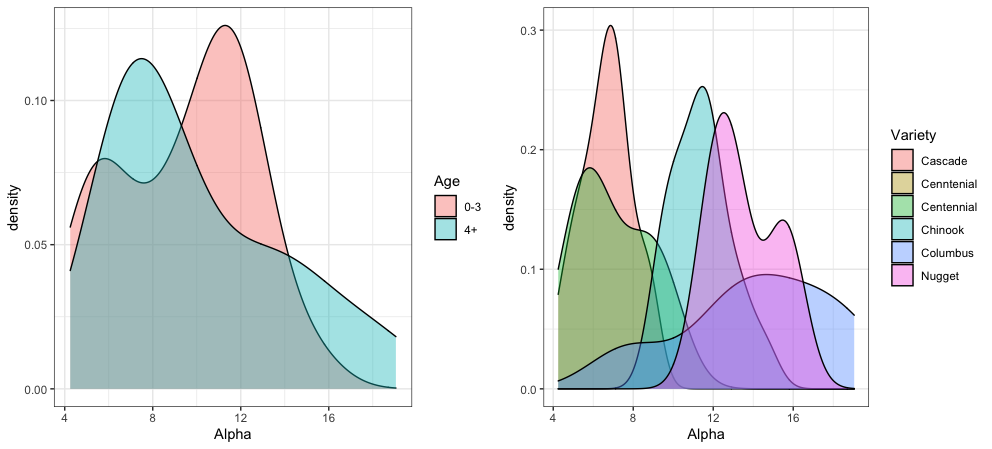 density
0.10
0.05
0.00
4
8
12
16
Alpha
Age
0-3
4+
density
0.3
0.2
0.1
0.0
4
8
12
16
Alpha
Variety
Cascade
Cenntenial
Centennial
Chinook
Columbus
Nugget